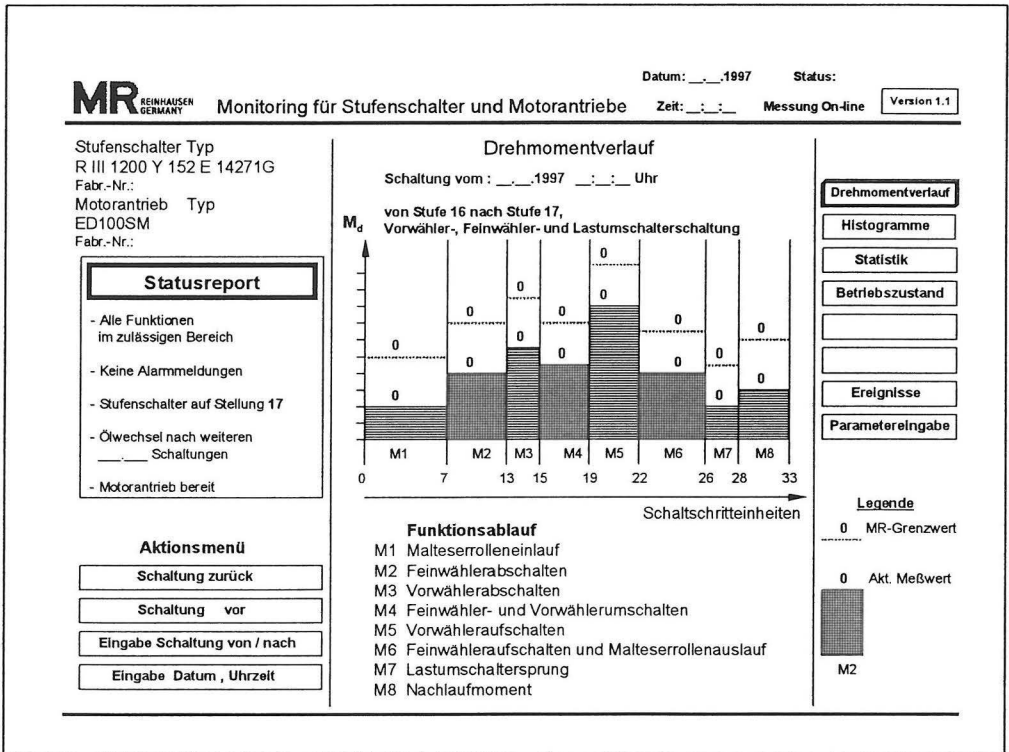 MR REINHAUSEN GERMANY
Monitoring für Stufenschalter und Motorantriebe
Datum: __.__.1997 Status:
Zeit: __:__:__ Messung On-line
Version 1.1
Stufenschalter Typ
R III 1200 Y 152 E 14271G
Fabr.-Nr.:
Motorantrieb Typ
ED100SM
Fabr.-Nr.:
Statusreport
- Alle Funktionen
im zulässigen Bereich
- Keine Alarmmeldungen
- Stufenschalter auf Stellung 17
- Ölwechsel nach weiteren
___.___ Schaltungen
- Motorantrieb bereit
Aktionsmenü
Schaltung zurück
Schaltung vor
Eingabe Schaltung von / nach
Eingabe Datum , Uhrzeit
Drehmomentverlauf
Schaltung vom : __.__.1997 __:__:__ Uhr
von Stufe 16 nach Stufe 17,
Vorwähler-, Feinwähler- und Lastumschalterschaltung
Md
0 0 0 0 0 0 0 0
0 0 0 0 0 0 0 0
M1 M2 M3 M4 M5 M6 M7 M8
0 7 13 15 19 22 26 28 33
Schaltschritteinheiten
Funktionsablauf
M1 Malteserrolleneinlauf
M2 Feinwählerabschalten
M3 Vorwählerabschalten
M4 Feinwähler- und Vorwählerumschalten
M5 Vorwähleraufschalten
M6 Feinwähleraufschalten und Malteserrollenauslauf
M7 Lastumschaltersprung
M8 Nachlaufmoment
Drehmomentverlauf
Histogramme
Statistik
Betriebszustand
Ereignisse
Parametereingabe
Legende
0 MR-Grenzwert
0 Akt. Meßwert
M2